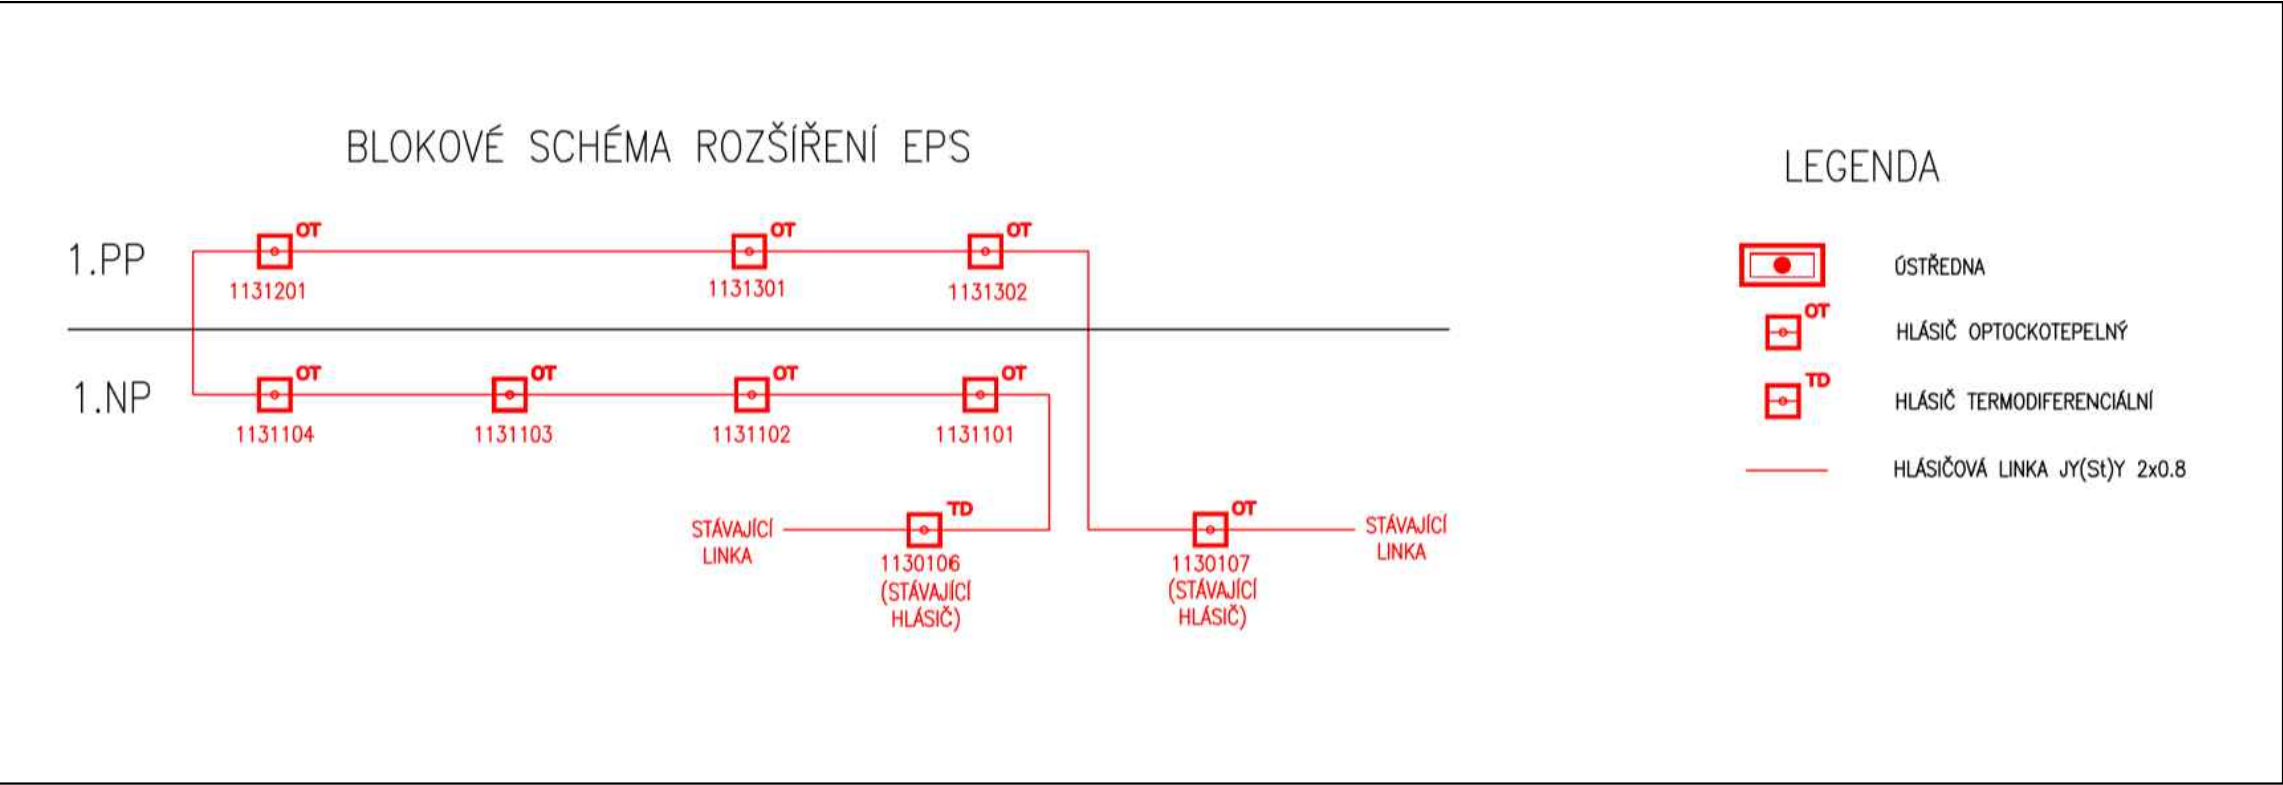 BLOKOVÉ SCHÉMA ROZŠÍŘENÍ EPS
1.PP
OT
OT
OT
1131201
1131301
1131302
1.NP
OT
OT
OT
OT
1131104
1131103
1131102
1131101
STÁVAJÍCÍ
LINKA
TD
1130106
(STÁVAJÍCÍ
HLÁSIČ)
OT
1130107
(STÁVAJÍCÍ
HLÁSIČ)
STÁVAJÍCÍ
LINKA
LEGENDA
ÚSTŘEDNA
OT
HLÁSIČ OPTOCKOTEPELNÝ
TD
HLÁSIČ TERMODIFERENCIÁLNÍ
HLÁSIČOVÁ LINKA JY(St)Y 2x0.8